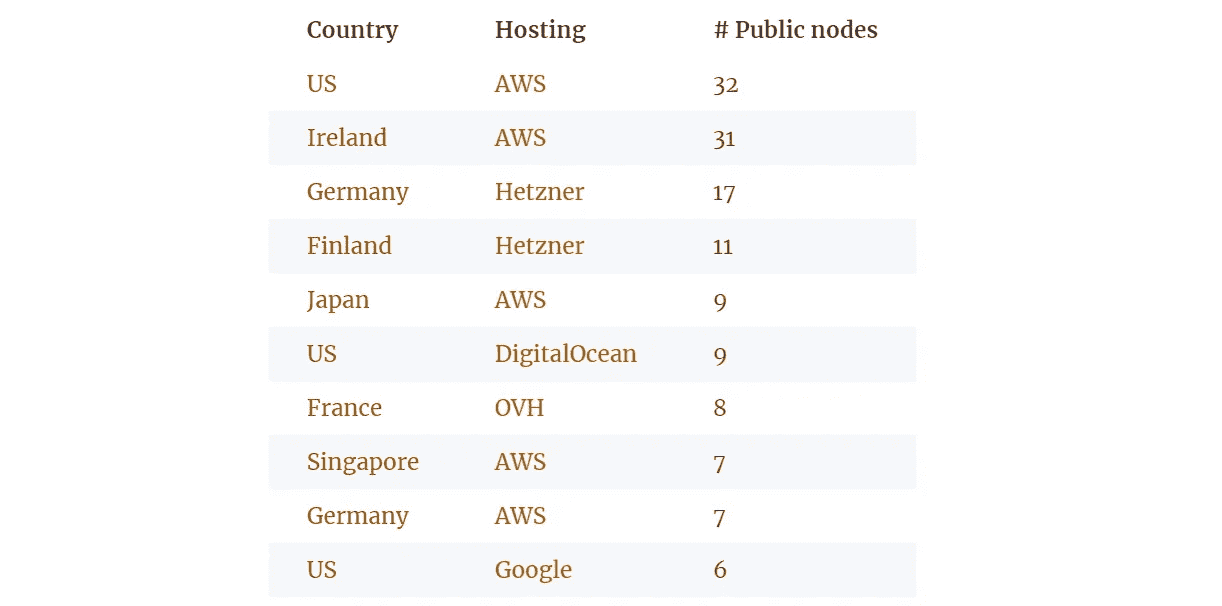 Country Hosting # Public nodes
US AWS 32
Ireland AWS 31
Germany Hetzner 17
Finland Hetzner 11
Japan AWS 9
US DigitalOcean 9
France OVH 8
Singapore AWS 7
Germany AWS 7
US Google 6